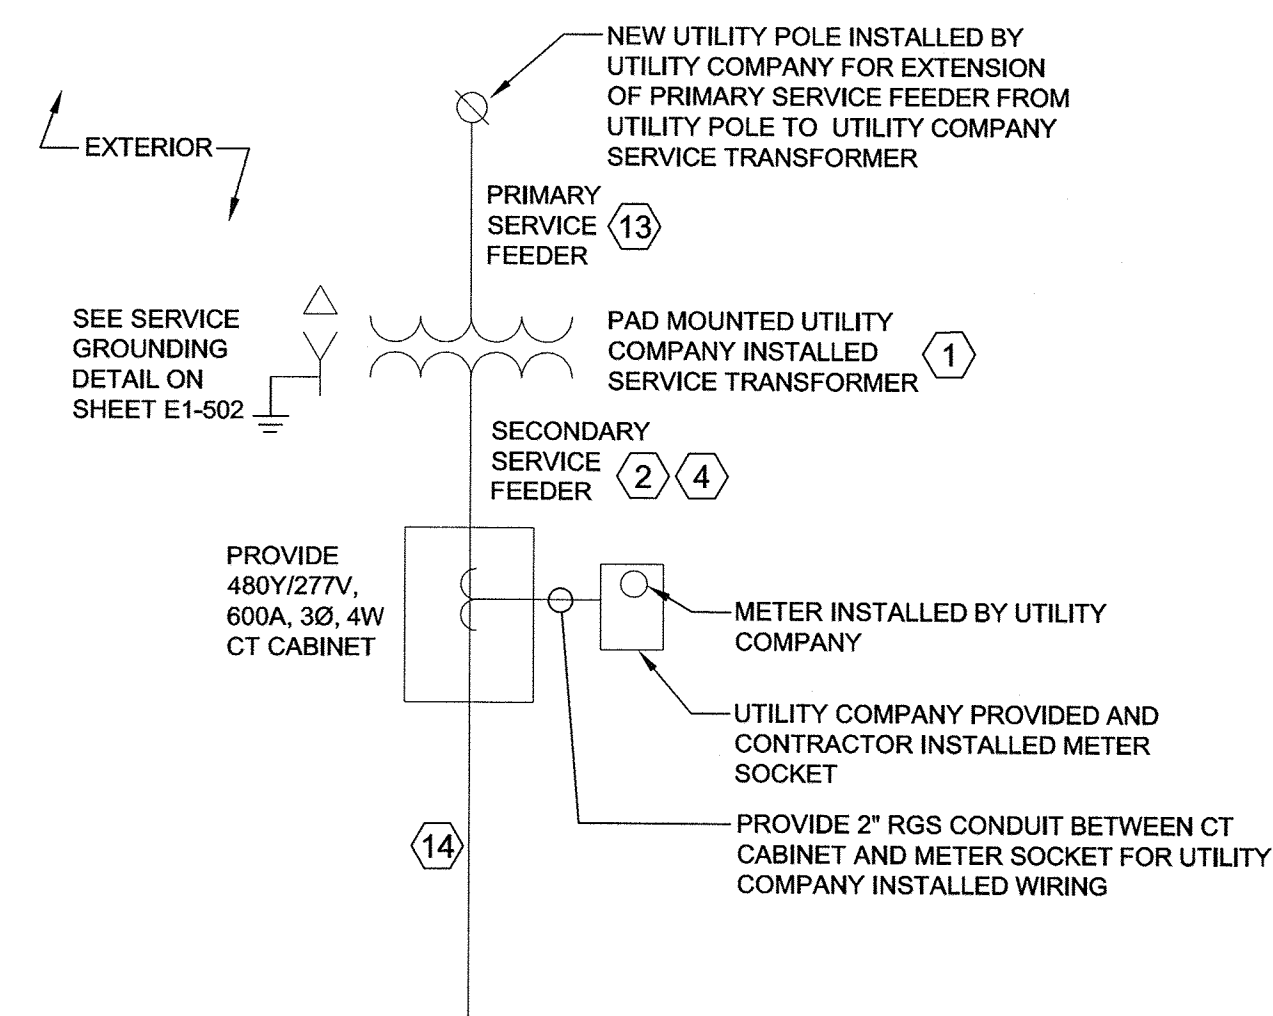 NEW UTILITY POLE INSTALLED BY
UTILITY COMPANY FOR EXTENSION
OF PRIMARY SERVICE FEEDER FROM
UTILITY POLE TO UTILITY COMPANY
SERVICE TRANSFORMER
EXTERIOR
PRIMARY
SERVICE
FEEDER
13
SEE SERVICE
GROUNDING
DETAIL ON
SHEET E1-502
PAD MOUNTED UTILITY
COMPANY INSTALLED
SERVICE TRANSFORMER
1
SECONDARY
SERVICE
FEEDER
2
4
PROVIDE
480Y/277V,
600A, 3Ø, 4W
CT CABINET
METER INSTALLED BY UTILITY
COMPANY
UTILITY COMPANY PROVIDED AND
CONTRACTOR INSTALLED METER
SOCKET
14
PROVIDE 2" RGS CONDUIT BETWEEN CT
CABINET AND METER SOCKET FOR UTILITY
COMPANY INSTALLED WIRING